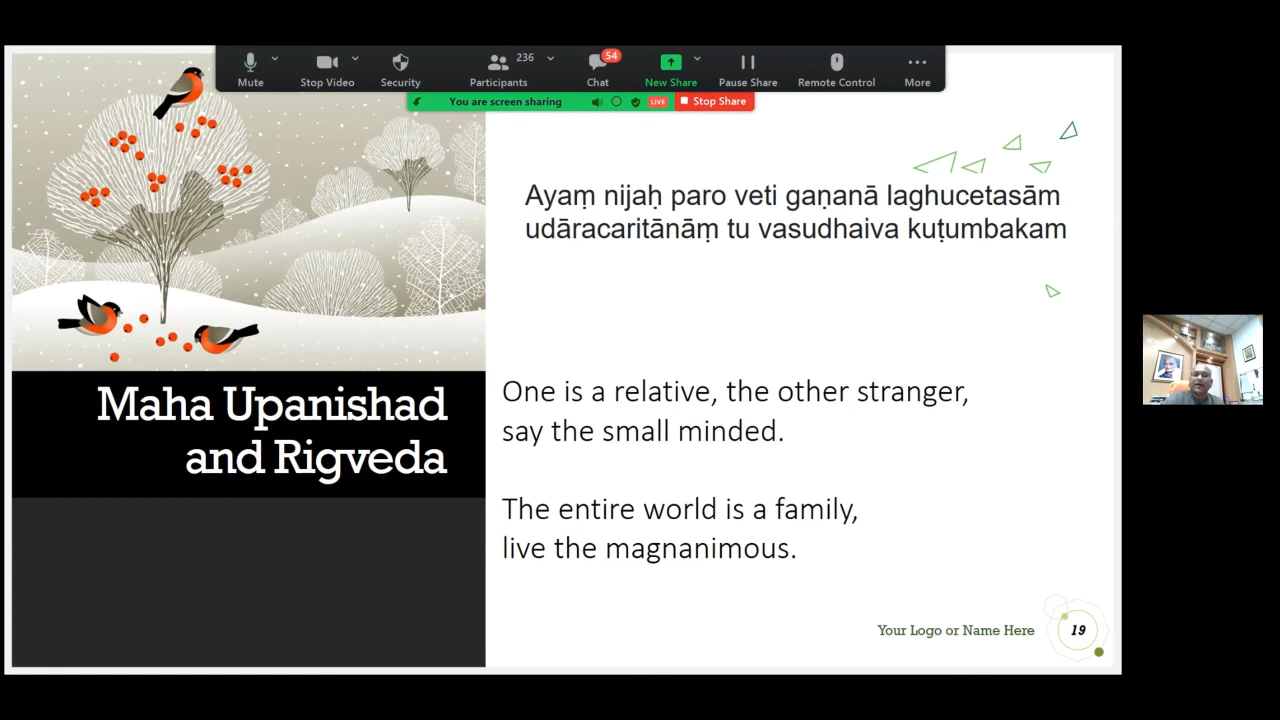 236
54
Mute
Stop Video
Security
Participants
Chat
New Share
Pause Share
Remote Control
More
You are screen sharing
LIVE
Stop Share
Ayaṃ nijaḥ paro veti gaṇanā laghucetasām
udāracaritānāṃ tu vasudhaiva kuṭumbakam
Maha Upanishad
and Rigveda
One is a relative, the other stranger,
say the small minded.
The entire world is a family,
live the magnanimous.
Your Logo or Name Here
19